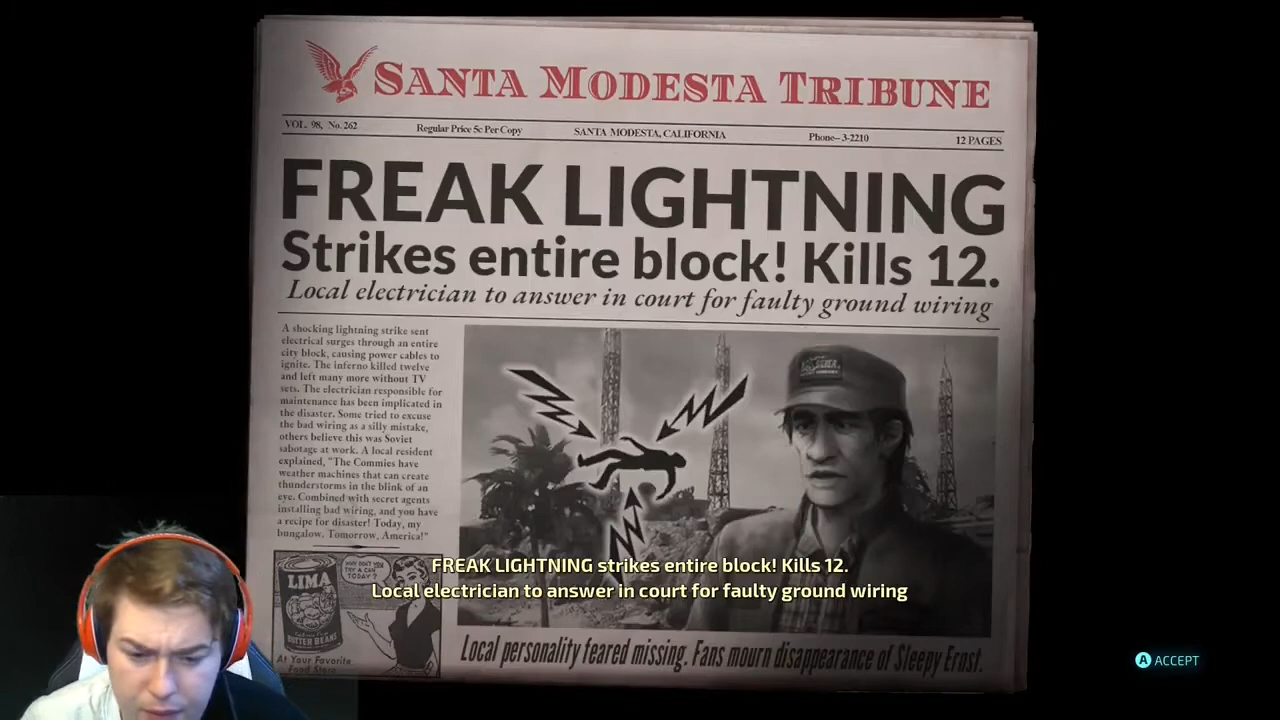 SANTA MODESTA TRIBUNE
VOL. 98, No. 262 Regular Price 5c Per Copy SANTA MODESTA, CALIFORNIA Phone–3-2210 12 PAGES
FREAK LIGHTNING
Strikes entire block! Kills 12.
Local electrician to answer in court for faulty ground wiring
A shocking lightning strike sent
electrical surges through an entire
city block, causing power cables to
ignite. The inferno killed twelve
and left many more without TV
sets. The electrician responsible for
maintenance has been implicated in
the disaster. Some tried to excuse
the bad wiring as a silly mistake,
others believe this was Soviet
sabotage at work. A local resident
explained, "The Commies have
weather machines that can create
thunderstorms in the blink of an
eye. Combined with secret agents
installing bad wiring, and you have
a recipe for disaster! Today, my
bungalow. Tomorrow, America!"
FREAK LIGHTNING strikes entire block! Kills 12.
Local electrician to answer in court for faulty ground wiring
WHY DON'T YOU
TRY A CAN
TODAY?
LIMA
BUTTER BEANS
At Your Favorite
Food Store
Local personality feared missing. Fans mourn disappearance of Sleepy Ernst.
A ACCEPT